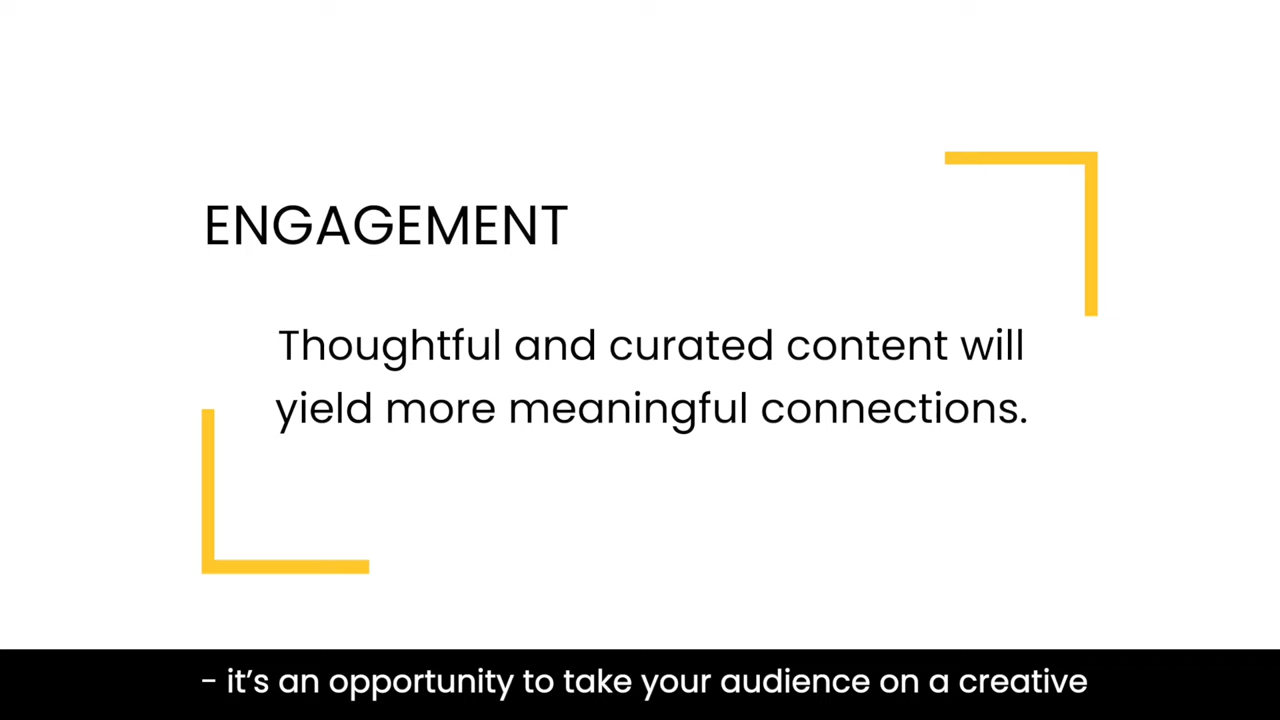 ENGAGEMENT
Thoughtful and curated content will
yield more meaningful connections.
- it’s an opportunity to take your audience on a creative